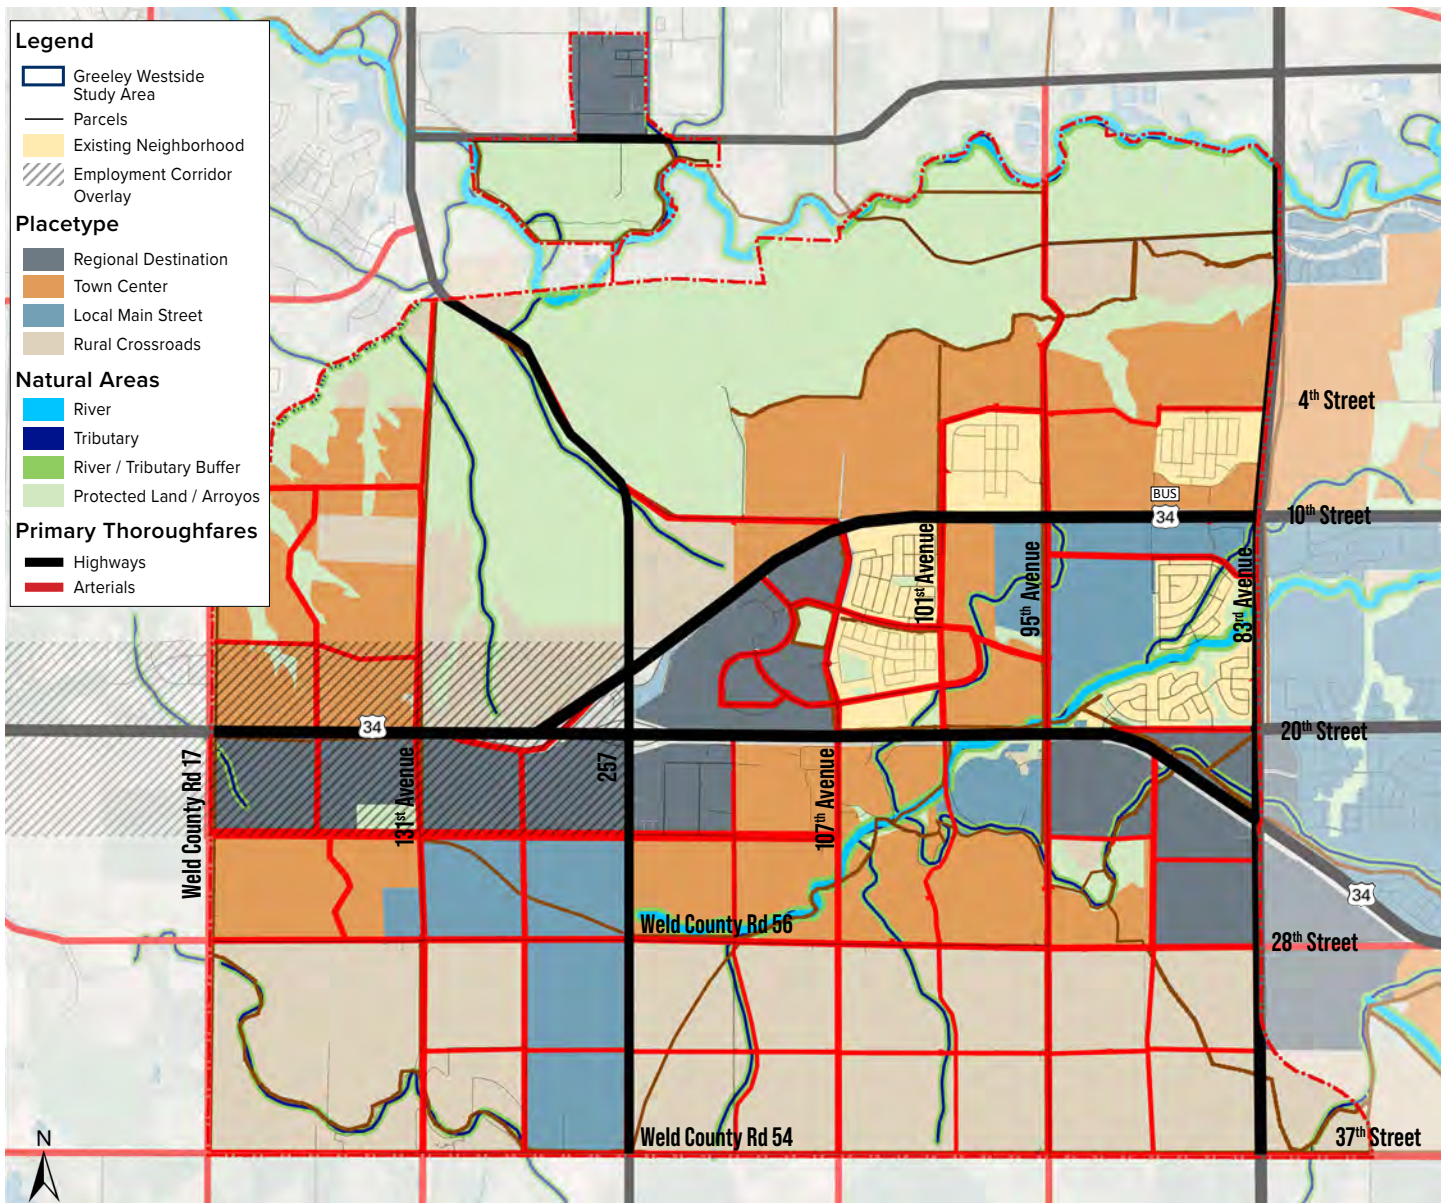 Legend
Greeley Westside
Study Area
Parcels
Existing Neighborhood
Employment Corridor
Overlay
Placetype
Regional Destination
Town Center
Local Main Street
Rural Crossroads
Natural Areas
River
Tributary
River / Tributary Buffer
Protected Land / Arroyos
Primary Thoroughfares
Highways
Arterials
4th Street
BUS
34
10th Street
101st Avenue
95th Avenue
83rd Avenue
34
20th Street
Weld County Rd 17
131st Avenue
257
107th Avenue
34
Weld County Rd 56
28th Street
Weld County Rd 54
37th Street
N